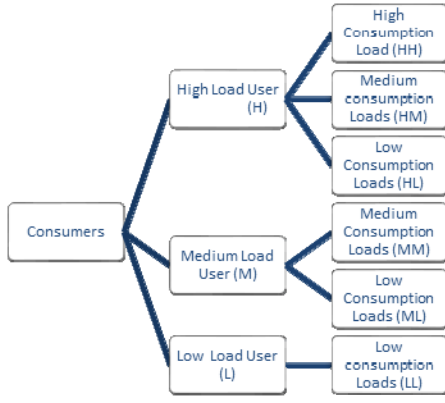 High
Consumption
Load (HH)
High Load User
(H)
Medium
consumption
Loads (HM)
Low
Consumption
Loads (HL)
Consumers
Medium Load
User (M)
Medium
Consumption
Loads (MM)
Low
Consumption
Loads (ML)
Low Load User
(L)
Low
consumption
Loads (LL)